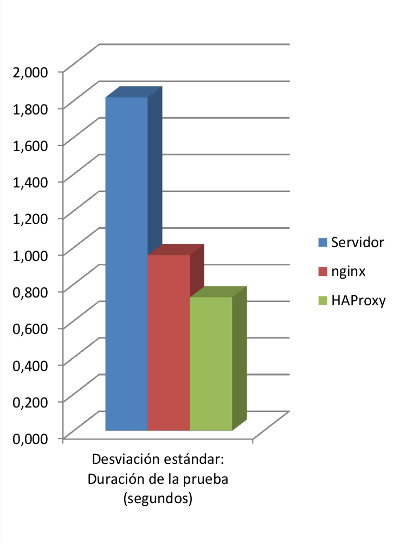 2,000
1,800
1,600
1,400
1,200
1,000
0,800
0,600
0,400
0,200
0,000
Servidor
nginx
HAProxy
Desviación estándar:
Duración de la prueba
(segundos)